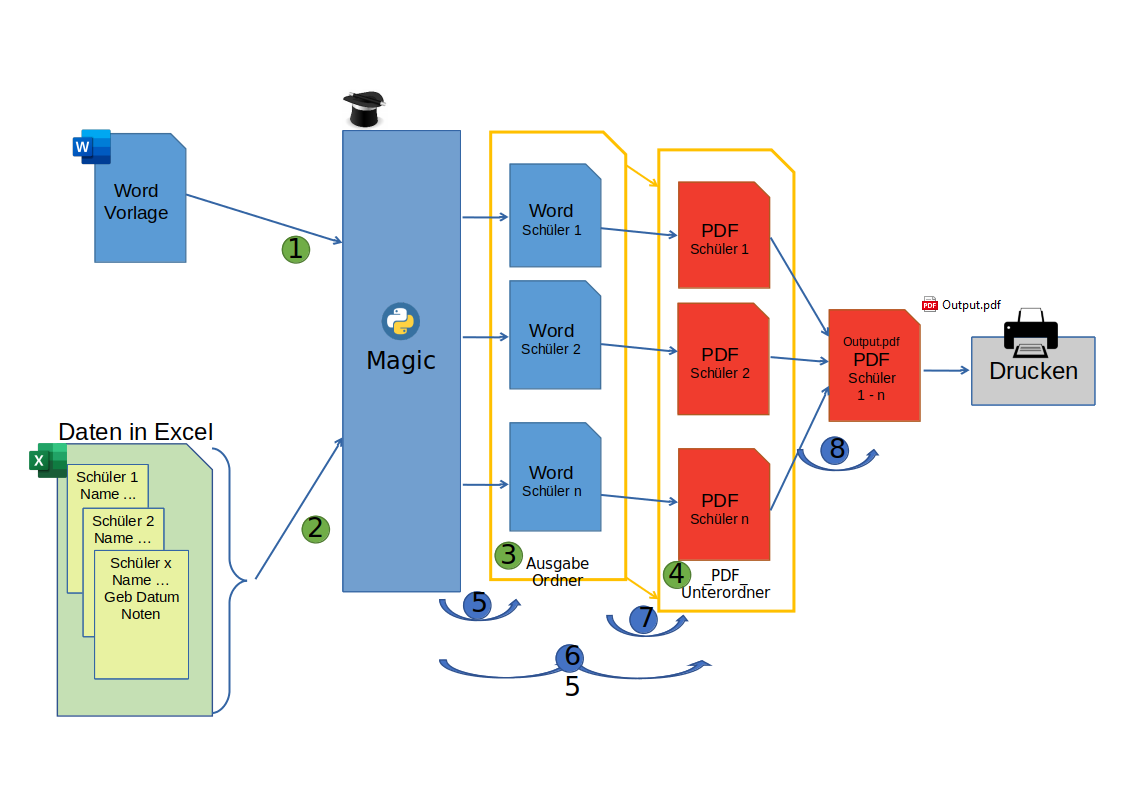 W
Word
Vorlage
1
Magic
Word
Schüler 1
Word
Schüler 2
Word
Schüler n
3
Ausgabe
Ordner
PDF
Schüler 1
PDF
Schüler 2
PDF
Schüler n
4
_PDF_
Unterordner
PDF
Output.pdf
Output.pdf
PDF
Schüler
1 - n
Drucken
8
Daten in Excel
X
Schüler 1
Name ...
Schüler 2
Name …
Schüler x
Name …
Geb Datum
Noten
2
5
7
6
5